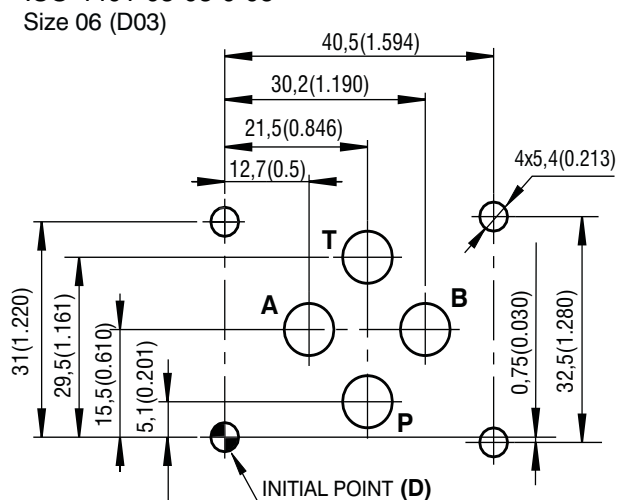 Size 06 (D03)
40,5(1.594)
30,2(1.190)
21,5(0.846)
12,7(0.5)
4x5,4(0.213)
T
A
B
P
31(1.220)
29,5(1.161)
15,5(0.610)
5,1(0.201)
0,75(0.030)
32,5(1.280)
INITIAL POINT (D)